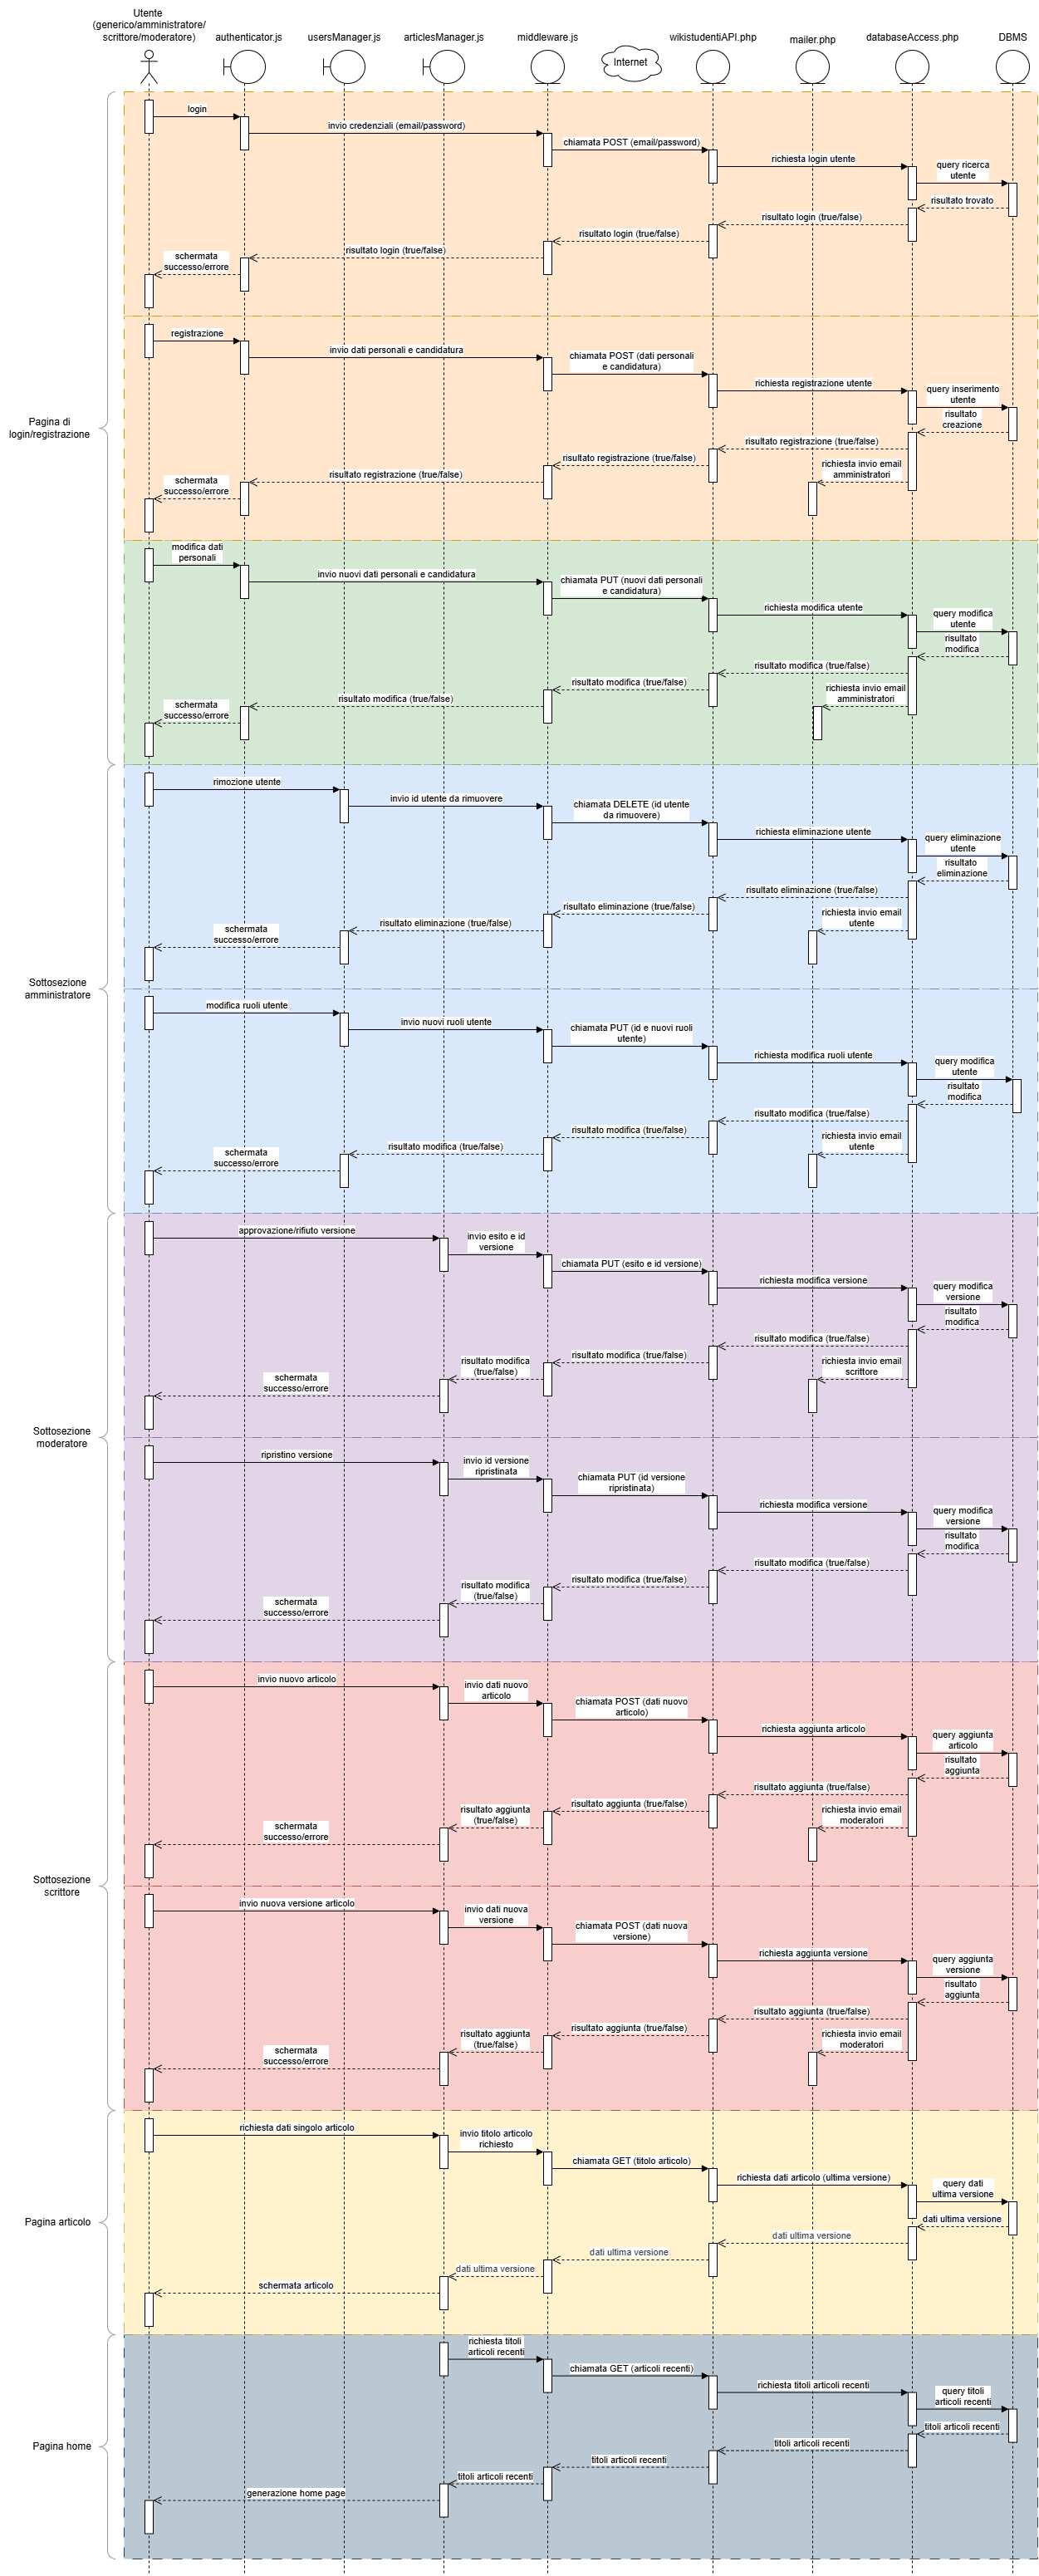 Utente
(generico/amministratore/
scrittore/moderatore)
authenticator.js
usersManager.js
articlesManager.js
middleware.js
Internet
wikistudentiAPI.php
mailer.php
databaseAccess.php
DBMS
Pagina di
login/registrazione
login
invio credenziali (email/password)
chiamata POST (email/password)
richiesta login utente
query ricerca
utente
risultato trovato
risultato login (true/false)
risultato login (true/false)
risultato login (true/false)
schermata
successo/errore
registrazione
invio dati personali e candidatura
chiamata POST (dati personali
e candidatura)
richiesta registrazione utente
query inserimento
utente
risultato
creazione
risultato registrazione (true/false)
risultato registrazione (true/false)
richiesta invio email
amministratori
risultato registrazione (true/false)
schermata
successo/errore
modifica dati
personali
invio nuovi dati personali e candidatura
chiamata PUT (nuovi dati personali
e candidatura)
richiesta modifica utente
query modifica
utente
risultato
modifica
risultato modifica (true/false)
risultato modifica (true/false)
richiesta invio email
amministratori
risultato modifica (true/false)
schermata
successo/errore
Sottosezione
amministratore
rimozione utente
invio id utente da rimuovere
chiamata DELETE (id utente
da rimuovere)
richiesta eliminazione utente
query eliminazione
utente
risultato
eliminazione
risultato eliminazione (true/false)
risultato eliminazione (true/false)
richiesta invio email
utente
risultato eliminazione (true/false)
schermata
successo/errore
modifica ruoli utente
invio nuovi ruoli utente
chiamata PUT (id e nuovi ruoli
utente)
richiesta modifica ruoli utente
query modifica
utente
risultato
modifica
risultato modifica (true/false)
risultato modifica (true/false)
richiesta invio email
utente
risultato modifica (true/false)
schermata
successo/errore
Sottosezione
moderatore
approvazione/rifiuto versione
invio esito e id
versione
chiamata PUT (esito e id versione)
richiesta modifica versione
query modifica
versione
risultato
modifica
risultato modifica (true/false)
risultato modifica (true/false)
richiesta invio email
scrittore
risultato modifica
(true/false)
schermata
successo/errore
ripristino versione
invio id versione
ripristinata
chiamata PUT (id versione
ripristinata)
richiesta modifica versione
query modifica
versione
risultato
modifica
risultato modifica (true/false)
risultato modifica (true/false)
risultato modifica
(true/false)
schermata
successo/errore
Sottosezione
scrittore
invio nuovo articolo
invio dati nuovo
articolo
chiamata POST (dati nuovo
articolo)
richiesta aggiunta articolo
query aggiunta
articolo
risultato
aggiunta
risultato aggiunta (true/false)
risultato aggiunta (true/false)
richiesta invio email
moderatori
risultato aggiunta
(true/false)
schermata
successo/errore
invio nuova versione articolo
invio dati nuova
versione
chiamata POST (dati nuova
versione)
richiesta aggiunta versione
query aggiunta
versione
risultato
aggiunta
risultato aggiunta (true/false)
risultato aggiunta (true/false)
richiesta invio email
moderatori
risultato aggiunta
(true/false)
schermata
successo/errore
Pagina articolo
richiesta dati singolo articolo
invio titolo articolo
richiesto
chiamata GET (titolo articolo)
richiesta dati articolo (ultima versione)
query dati
ultima versione
dati ultima versione
dati ultima versione
dati ultima versione
dati ultima versione
schermata articolo
Pagina home
richiesta titoli
articoli recenti
chiamata GET (articoli recenti)
richiesta titoli articoli recenti
query titoli
articoli recenti
titoli articoli recenti
titoli articoli recenti
titoli articoli recenti
titoli articoli recenti
generazione home page